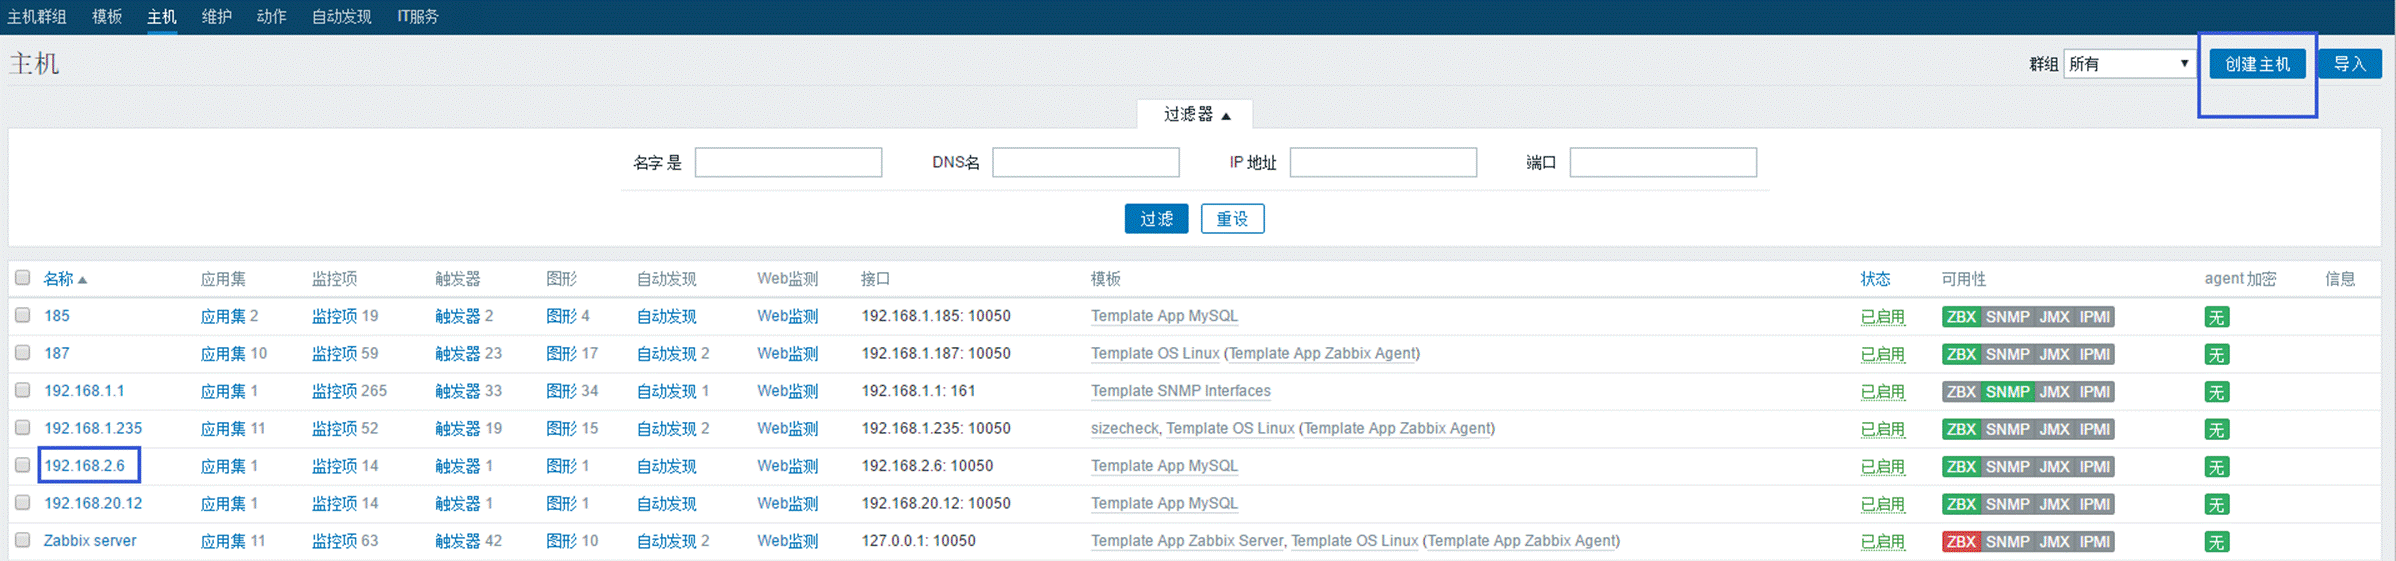 主机群组 模板 主机 维护 动作 自动发现 IT服务
主机 群组 所有 ▼ 创建主机 导入
过滤器 ▲
名字 是 DNS名 IP 地址 端口
过滤 重设
名称 ▲ 应用集 监控项 触发器 图形 自动发现 Web监测 接口 模板 状态 可用性 agent 加密 信息
185 应用集 2 监控项 19 触发器 2 图形 4 自动发现 Web监测 192.168.1.185: 10050 Template App MySQL 已启用 ZBX SNMP JMX IPMI 无
187 应用集 10 监控项 59 触发器 23 图形 17 自动发现 2 Web监测 192.168.1.187: 10050 Template OS Linux (Template App Zabbix Agent) 已启用 ZBX SNMP JMX IPMI 无
192.168.1.1 应用集 1 监控项 265 触发器 33 图形 34 自动发现 1 Web监测 192.168.1.1: 161 Template SNMP Interfaces 已启用 ZBX SNMP JMX IPMI 无
192.168.1.235 应用集 11 监控项 52 触发器 19 图形 15 自动发现 2 Web监测 192.168.1.235: 10050 sizecheck, Template OS Linux (Template App Zabbix Agent) 已启用 ZBX SNMP JMX IPMI 无
192.168.2.6 应用集 1 监控项 14 触发器 1 图形 1 自动发现 Web监测 192.168.2.6: 10050 Template App MySQL 已启用 ZBX SNMP JMX IPMI 无
192.168.20.12 应用集 1 监控项 14 触发器 1 图形 1 自动发现 Web监测 192.168.20.12: 10050 Template App MySQL 已启用 ZBX SNMP JMX IPMI 无
Zabbix server 应用集 11 监控项 63 触发器 42 图形 10 自动发现 2 Web监测 127.0.0.1: 10050 Template App Zabbix Server, Template OS Linux (Template App Zabbix Agent) 已启用 ZBX SNMP JMX IPMI 无